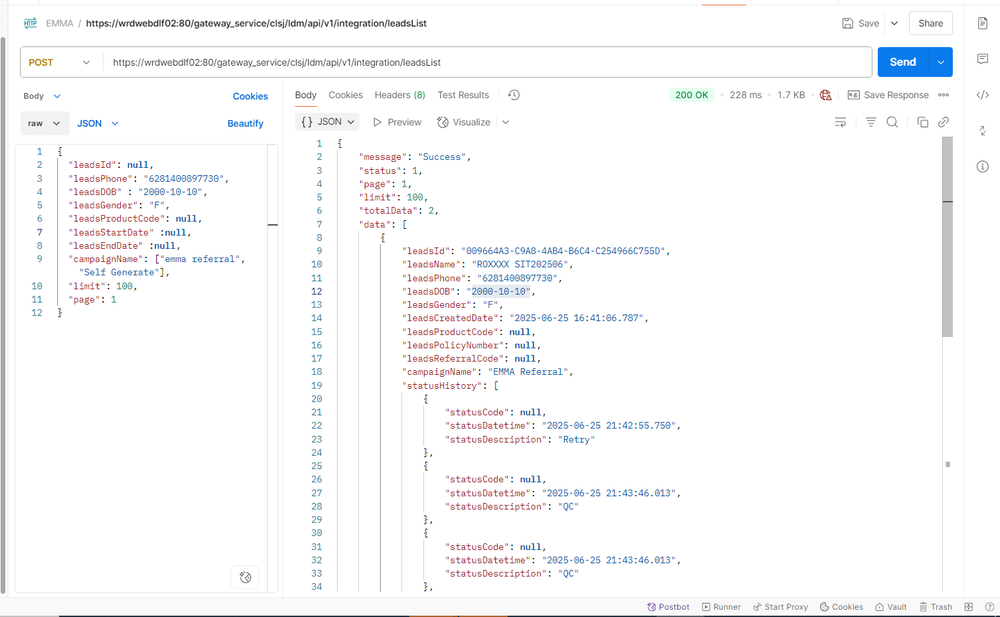 HTTP EMMA / https://wrdwebdlf02:80/gateway_service/clsj/ldm/api/v1/integration/leadsList Save Share
POST https://wrdwebdlf02:80/gateway_service/clsj/ldm/api/v1/integration/leadsList Send
Body Cookies
raw JSON Beautify
1 {
2 "leadsId": null,
3 "leadsPhone": "6281400897730",
4 "leadsDOB" : "2000-10-10",
5 "leadsGender": "F",
6 "leadsProductCode": null,
7 "leadsStartDate" :null,
8 "leadsEndDate" :null,
9 "campaignName": ["emma referral",
"Self Generate"],
10 "limit": 100,
11 "page": 1
12 }
Body Cookies Headers (8) Test Results 200 OK 228 ms 1.7 KB e.g. Save Response
{} JSON Preview Visualize
1 {
2 "message": "Success",
3 "status": 1,
4 "page": 1,
5 "limit": 100,
6 "totalData": 2,
7 "data": [
8 {
9 "leadsId": "009664A3-C9A8-4AB4-B6C4-C254966C755D",
10 "leadsName": "ROXXXX SIT202506",
11 "leadsPhone": "6281400897730",
12 "leadsDOB": "2000-10-10",
13 "leadsGender": "F",
14 "leadsCreatedDate": "2025-06-25 16:41:06.787",
15 "leadsProductCode": null,
16 "leadsPolicyNumber": null,
17 "leadsReferralCode": null,
18 "campaignName": "EMMA Referral",
19 "statusHistory": [
20 {
21 "statusCode": null,
22 "statusDatetime": "2025-06-25 21:42:55.750",
23 "statusDescription": "Retry"
24 },
25 {
26 "statusCode": null,
27 "statusDatetime": "2025-06-25 21:43:46.013",
28 "statusDescription": "QC"
29 },
30 {
31 "statusCode": null,
32 "statusDatetime": "2025-06-25 21:43:46.013",
33 "statusDescription": "QC"
34 },
Postbot Runner Start Proxy Cookies Vault Trash